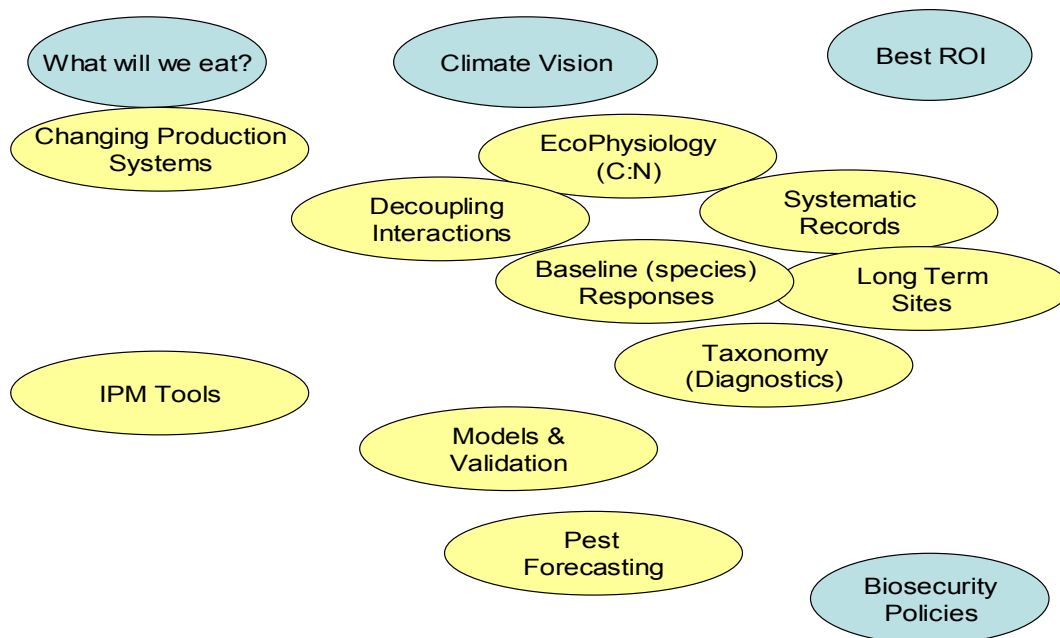 What will we eat?
Climate Vision
Best ROI
Changing Production
Systems
EcoPhysiology
(C:N)
Decoupling
Interactions
Systematic
Records
Baseline (species)
Responses
Long Term
Sites
Taxonomy
(Diagnostics)
IPM Tools
Models &
Validation
Pest
Forecasting
Biosecurity
Policies